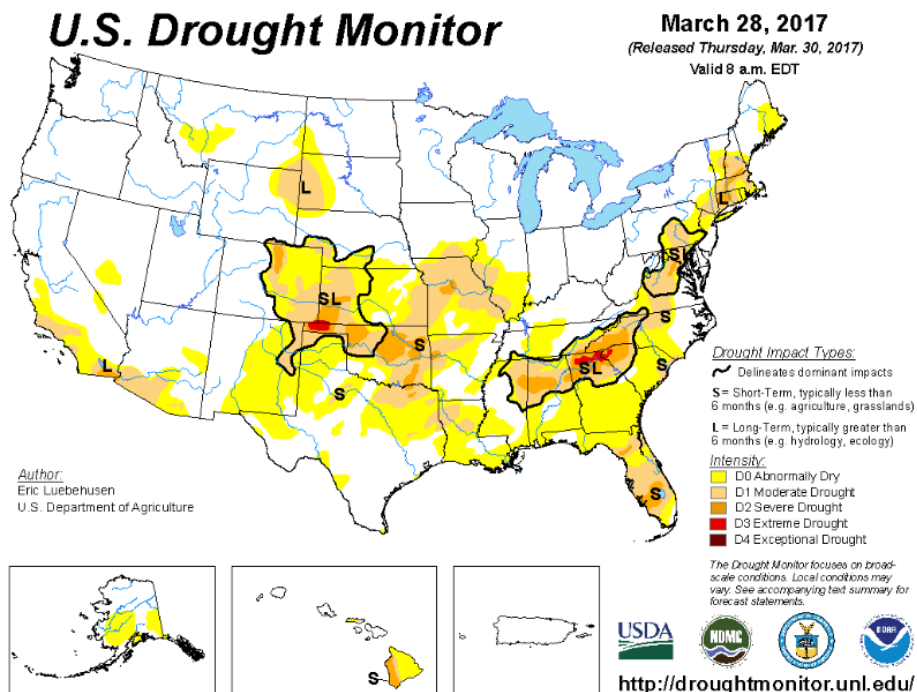 U.S. Drought Monitor
March 28, 2017
(Released Thursday, Mar. 30, 2017)
Valid 8 a.m. EDT
L
L
SL
SL
S
S
L
SL
S
S
S
Drought Impact Types:
Delineates dominant impacts
S = Short-Term, typically less than
6 months (e.g. agriculture, grasslands)
L = Long-Term, typically greater than
6 months (e.g. hydrology, ecology)
Intensity:
D0 Abnormally Dry
D1 Moderate Drought
D2 Severe Drought
D3 Extreme Drought
D4 Exceptional Drought
Author:
Eric Luebehusen
U.S. Department of Agriculture
The Drought Monitor focuses on broad-
scale conditions. Local conditions may
vary. See accompanying text summary for
forecast statements.
S
USDA
NDMC
NOAA
http://droughtmonitor.unl.edu/